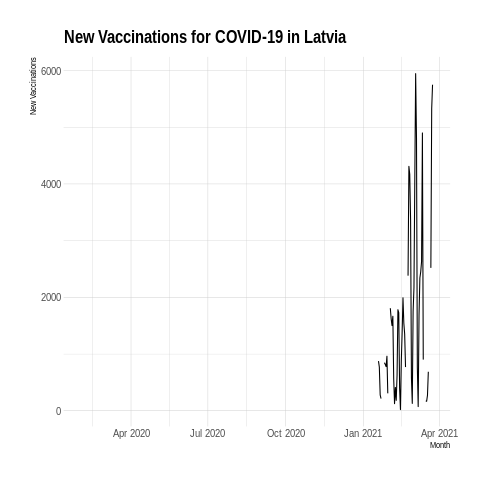 New Vaccinations for COVID-19 in Latvia
New Vaccinations
6000
4000
2000
0
Apr 2020 Jul 2020 Oct 2020 Jan 2021 Apr 2021
Month